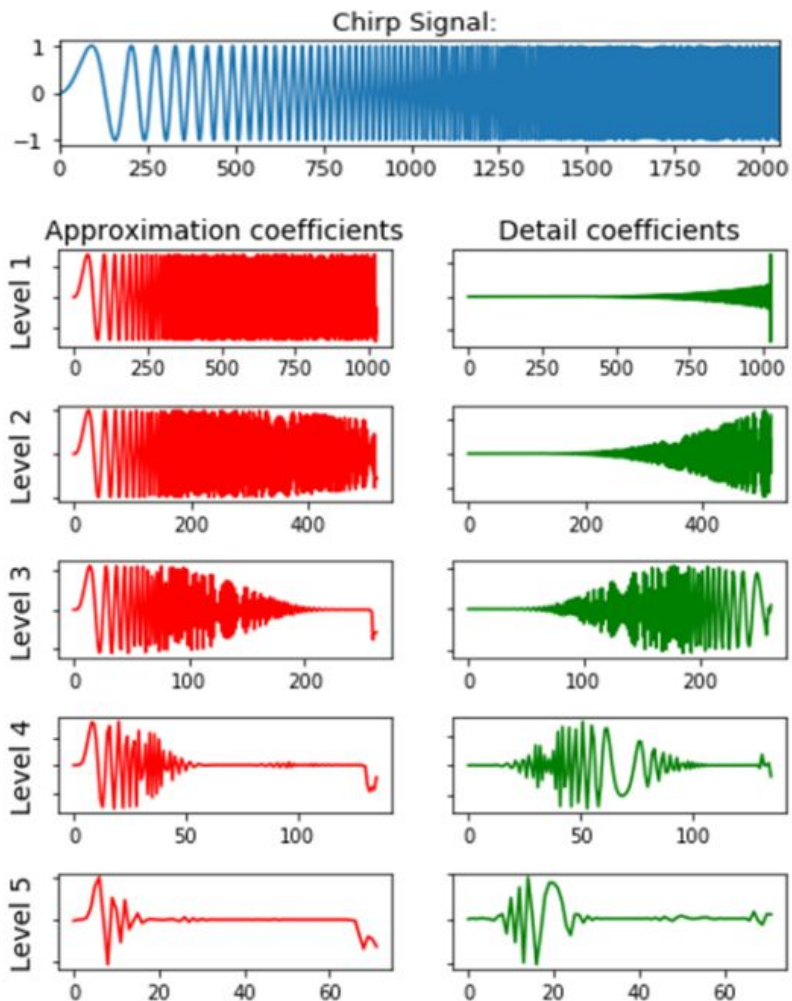 Chirp Signal:
1
0
−1
0 250 500 750 1000 1250 1500 1750 2000
Approximation coefficients
Detail coefficients
Level 1
0 250 500 750 1000
0 250 500 750 1000
Level 2
0 200 400
0 200 400
Level 3
0 100 200
0 100 200
Level 4
0 50 100
0 50 100
Level 5
0 20 40 60
0 20 40 60